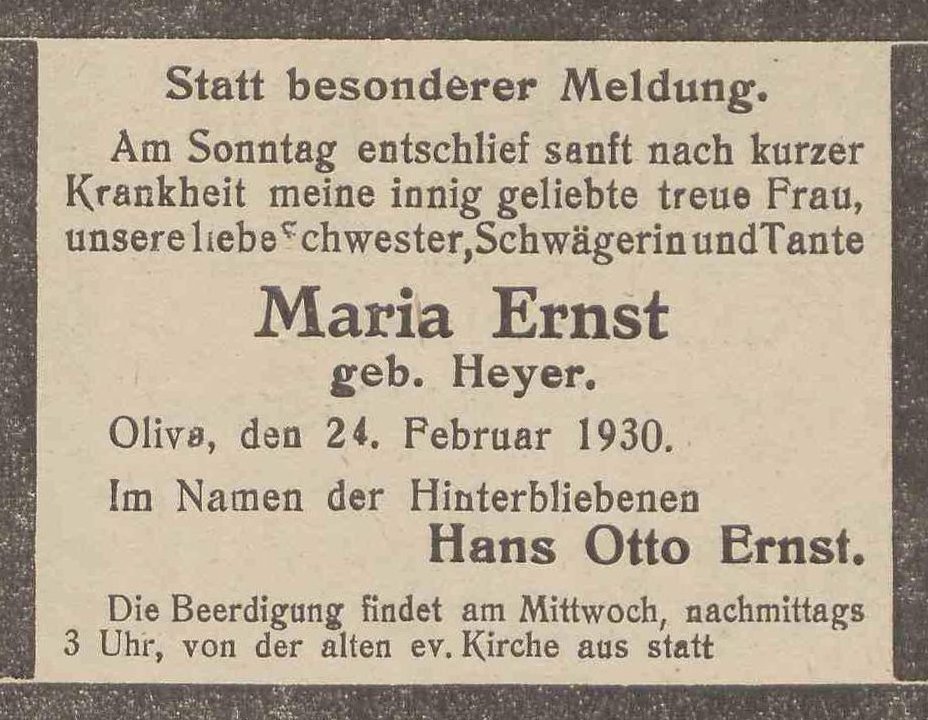 Statt besonderer Meldung.
Am Sonntag entschlief sanft nach kurzer
Krankheit meine innig geliebte treue Frau,
unsere liebe Schwester, Schwägerin und Tante
Maria Ernst
geb. Heyer.
Oliva, den 24. Februar 1930.
Im Namen der Hinterbliebenen
Hans Otto Ernst.
Die Beerdigung findet am Mittwoch, nachmittags
3 Uhr, von der alten ev. Kirche aus statt